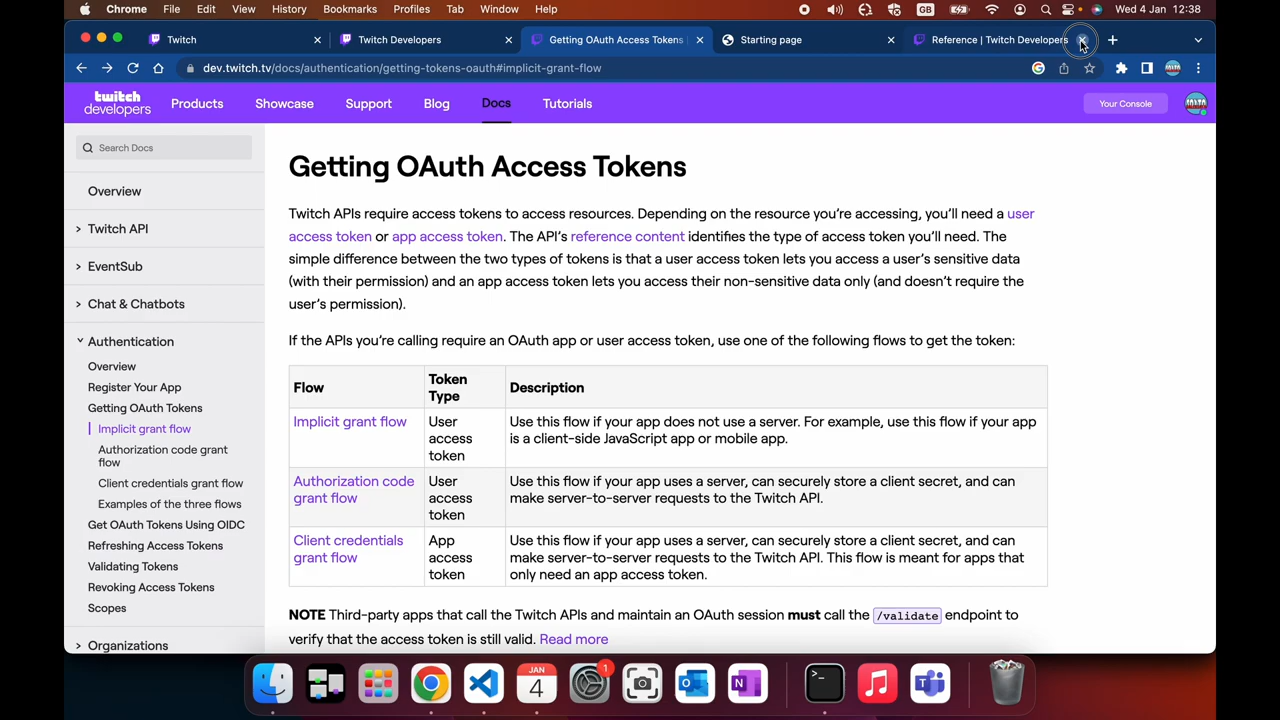 Chrome File Edit View History Bookmarks Profiles Tab Window Help GB Wed 4 Jan 12:38
Twitch Twitch Developers Getting OAuth Access Tokens Starting page Reference | Twitch Developers
dev.twitch.tv/docs/authentication/getting-tokens-oauth#implicit-grant-flow
twitch
developers
Products Showcase Support Blog Docs Tutorials Your Console
Search Docs
Overview
Twitch API
EventSub
Chat & Chatbots
Authentication
Overview
Register Your App
Getting OAuth Tokens
Implicit grant flow
Authorization code grant
flow
Client credentials grant flow
Examples of the three flows
Get OAuth Tokens Using OIDC
Refreshing Access Tokens
Validating Tokens
Revoking Access Tokens
Scopes
Organizations
Getting OAuth Access Tokens
Twitch APIs require access tokens to access resources. Depending on the resource you're accessing, you'll need a user
access token or app access token. The API's reference content identifies the type of access token you'll need. The
simple difference between the two types of tokens is that a user access token lets you access a user's sensitive data
(with their permission) and an app access token lets you access their non-sensitive data only (and doesn't require the
user's permission).
If the APIs you're calling require an OAuth app or user access token, use one of the following flows to get the token:
Flow
Token
Type
Description
Implicit grant flow
User
access
token
Use this flow if your app does not use a server. For example, use this flow if your app
is a client-side JavaScript app or mobile app.
Authorization code
grant flow
User
access
token
Use this flow if your app uses a server, can securely store a client secret, and can
make server-to-server requests to the Twitch API.
Client credentials
grant flow
App
access
token
Use this flow if your app uses a server, can securely store a client secret, and can
make server-to-server requests to the Twitch API. This flow is meant for apps that
only need an app access token.
NOTE Third-party apps that call the Twitch APIs and maintain an OAuth session must call the /validate endpoint to
verify that the access token is still valid. Read more
JAN
4
1